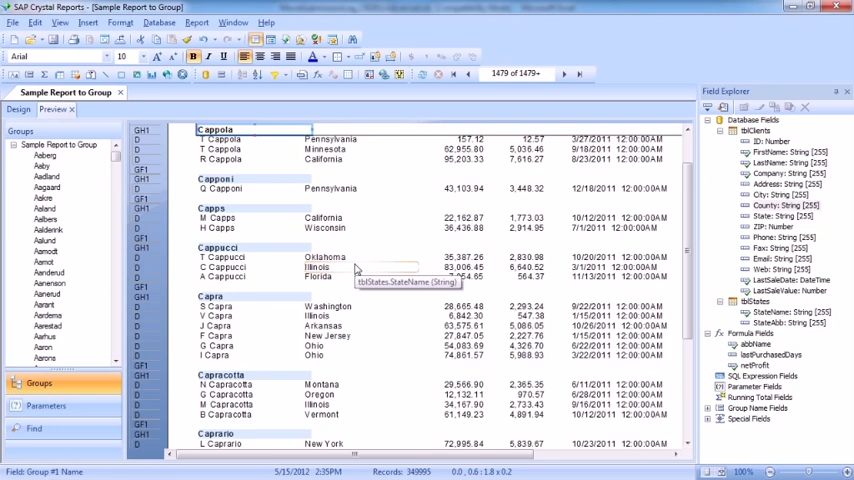 SAP Crystal Reports - [Sample Report to Group]
File Edit View Insert Format Database Report Window Help
Arial 10
1479 of 1479+
Sample Report to Group
Design Preview
Groups
Sample Report to Group
Aaberg
Aaby
Aadland
Aagaard
Aakre
Aaland
Aalbers
Aalderink
Aamodt
Aanderud
Aanenson
Aaron
Aarona
Groups
Parameters
Find
GH1 Cappola
D T Cappola Pennsylvania 157.12 12.57 3/27/2011 12:00:00AM
D T Cappola Minnesota 62,955.80 5,036.46 9/18/2011 12:00:00AM
D R Cappola California 95,203.33 7,616.27 8/23/2011 12:00:00AM
GF1
GH1 Capponi
D Q Capponi Pennsylvania 43,103.94 3,448.32 12/18/2011 12:00:00AM
GF1
GH1 Capps
D M Capps California 22,162.87 1,773.03 10/12/2011 12:00:00AM
D H Capps Wisconsin 36,436.88 2,914.95 7/1/2011 12:00:00AM
GF1
GH1 Cappucci
D T Cappucci Oklahoma 35,387.26 2,830.98 10/20/2011 12:00:00AM
D C Cappucci Illinois 83,006.45 6,640.52 3/1/2011 12:00:00AM
D A Cappucci Florida 564.37 11/13/2011 12:00:00AM
tblStates.StateName (String)
GF1
GH1 Capra
D S Capra Washington 28,665.48 2,293.24 9/22/2011 12:00:00AM
D V Capra Illinois 6,842.30 547.38 1/15/2011 12:00:00AM
D J Capra Arkansas 63,575.61 5,086.05 10/26/2011 12:00:00AM
D F Capra New Jersey 27,847.05 2,227.76 1/15/2011 12:00:00AM
D G Capra Ohio 54,083.69 4,326.70 6/22/2011 12:00:00AM
D I Capra Ohio 74,861.57 5,988.93 3/22/2011 12:00:00AM
GF1
GH1 Capracotta
D N Capracotta Montana 29,566.90 2,365.35 6/11/2011 12:00:00AM
D G Capracotta Oregon 12,132.11 970.57 6/28/2011 12:00:00AM
D M Capracotta Illinois 34,167.90 2,733.43 9/16/2011 12:00:00AM
D B Capracotta Vermont 61,149.23 4,891.94 10/12/2011 12:00:00AM
GF1
GH1 Caprario
D L Caprario New York 72,995.84 5,839.67 10/23/2011 12:00:00AM
Field Explorer
Database Fields
tblClients
ID: Number
FirstName: String [255]
LastName: String [255]
Company: String [255]
Address: String [255]
City: String [255]
County: String [255]
State: String [255]
ZIP: Number
Phone: String [255]
Fax: String [255]
Email: String [255]
Web: String [255]
LastSaleDate: DateTime
LastSaleValue: Number
tblStates
StateName: String [255]
StateAbb: String [255]
Formula Fields
abbName
lastPurchasedDays
netProfit
SQL Expression Fields
Parameter Fields
Running Total Fields
Group Name Fields
Special Fields
Field: Group #1 Name 5/15/2012 2:35PM Records: 349995 0.0 , 0.6 : 1.8 x 0.2 100%